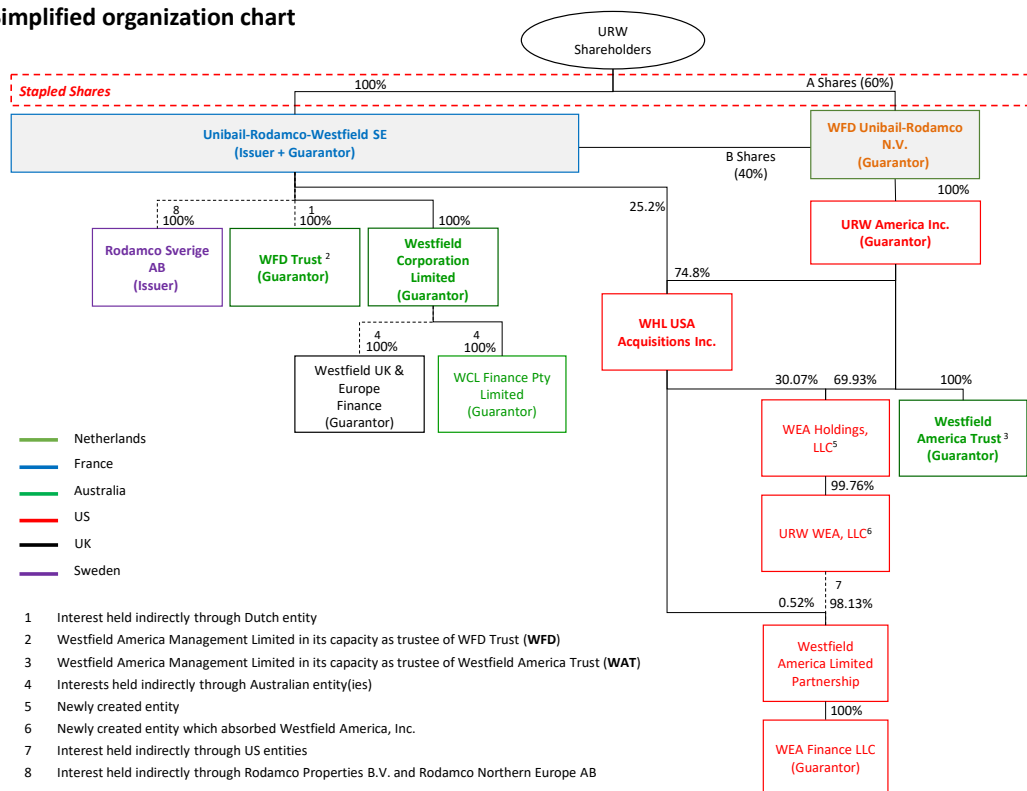 Simplified organization chart
URW
Shareholders
Stapled Shares
100%
A Shares (60%)
Unibail-Rodamco-Westfield SE
(Issuer + Guarantor)
WFD Unibail-Rodamco
N.V.
(Guarantor)
B Shares
(40%)
100%
8
100%
1
100%
100%
25.2%
URW America Inc.
(Guarantor)
Rodamco Sverige
AB
(Issuer)
WFD Trust 2
(Guarantor)
Westfield
Corporation
Limited
(Guarantor)
74.8%
WHL USA
Acquisitions Inc.
4
100%
4
100%
Westfield UK &
Europe
Finance
(Guarantor)
WCL Finance Pty
Limited
(Guarantor)
30.07%
69.93%
100%
WEA Holdings,
LLC5
Westfield
America Trust 3
(Guarantor)
99.76%
URW WEA, LLC6
7
0.52%
98.13%
Westfield
America Limited
Partnership
100%
WEA Finance LLC
(Guarantor)
Netherlands
France
Australia
US
UK
Sweden
1 Interest held indirectly through Dutch entity
2 Westfield America Management Limited in its capacity as trustee of WFD Trust (WFD)
3 Westfield America Management Limited in its capacity as trustee of Westfield America Trust (WAT)
4 Interests held indirectly through Australian entity(ies)
5 Newly created entity
6 Newly created entity which absorbed Westfield America, Inc.
7 Interest held indirectly through US entities
8 Interest held indirectly through Rodamco Properties B.V. and Rodamco Northern Europe AB